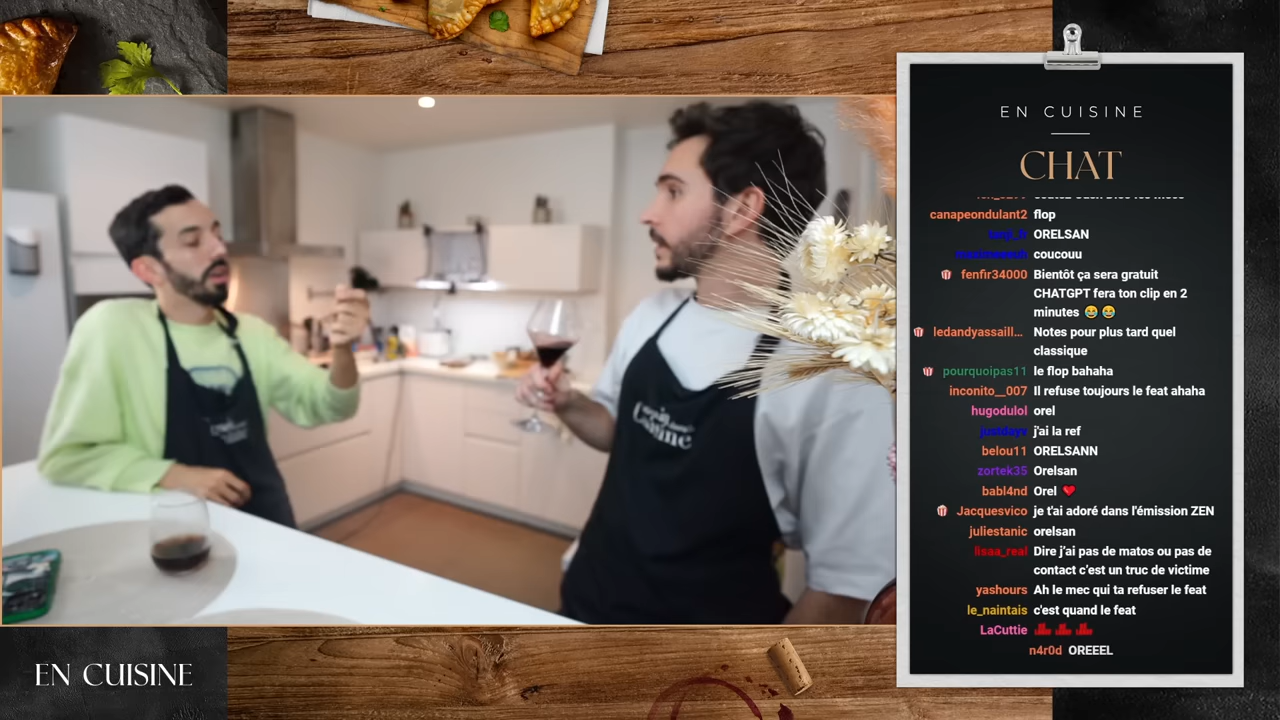 EN CUISINE
CHAT
canapeondulant2 flop
ORELSAN
coucouu
fenfir34000 Bientôt ça sera gratuit
CHATGPT fera ton clip en 2
minutes 😂 😂
ledandyassaill... Notes pour plus tard quel
classique
pourquoipas11 le flop bahaha
inconito__007 Il refuse toujours le feat ahaha
hugodulol orel
justdays j'ai la ref
belou11 ORELSANN
zortek35 Orelsan
babl4nd Orel ❤️
Jacquesvico je t'ai adoré dans l'émission ZEN
juliestanic orelsan
lisaa_real Dire j'ai pas de matos ou pas de
contact c'est un truc de victime
yashours Ah le mec qui ta refuser le feat
le_naintais c'est quand le feat
LaCuttie
n4r0d OREEEL
Cuisine
EN CUISINE